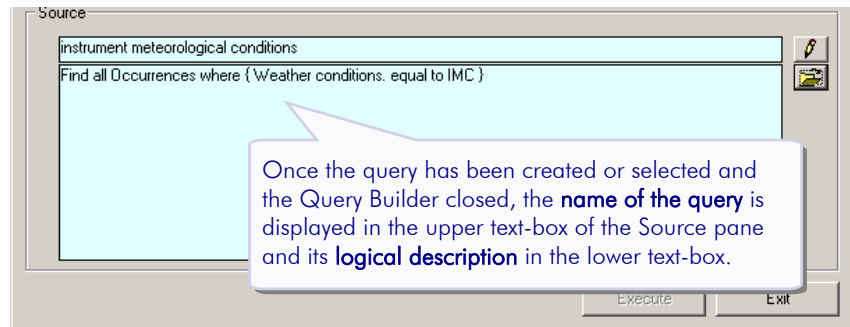 Source
instrument meteorological conditions
Find all Occurrences where { Weather conditions. equal to IMC }
Once the query has been created or selected and
the Query Builder closed, the name of the query is
displayed in the upper text-box of the Source pane
and its logical description in the lower text-box.
Execute Exit